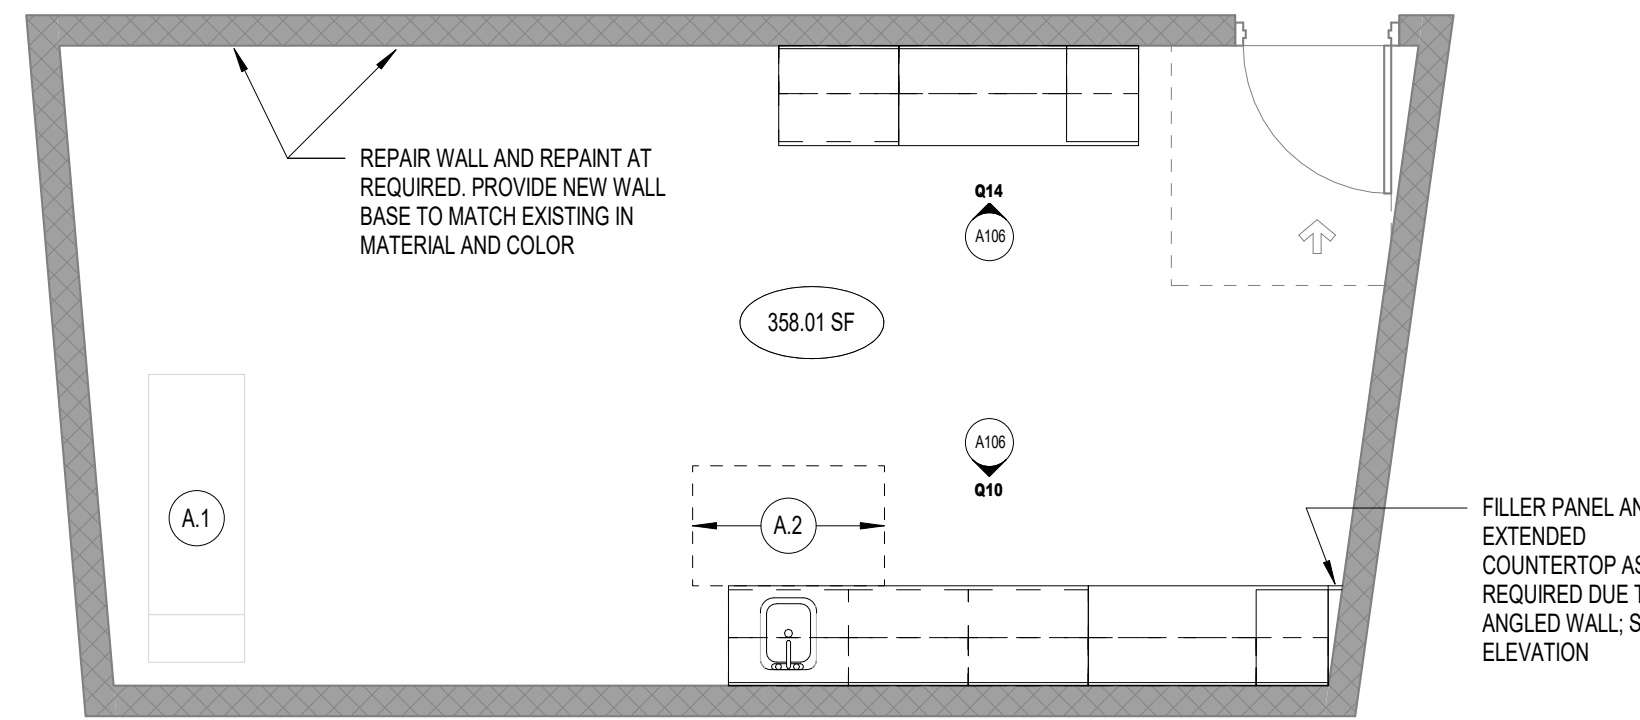 REPAIR WALL AND REPAINT AT
REQUIRED. PROVIDE NEW WALL
BASE TO MATCH EXISTING IN
MATERIAL AND COLOR
Q14
A106
358.01 SF
A106
Q10
A.1
A.2
FILLER PANEL AN
EXTENDED
COUNTERTOP AS
REQUIRED DUE T
ANGLED WALL; S
ELEVATION